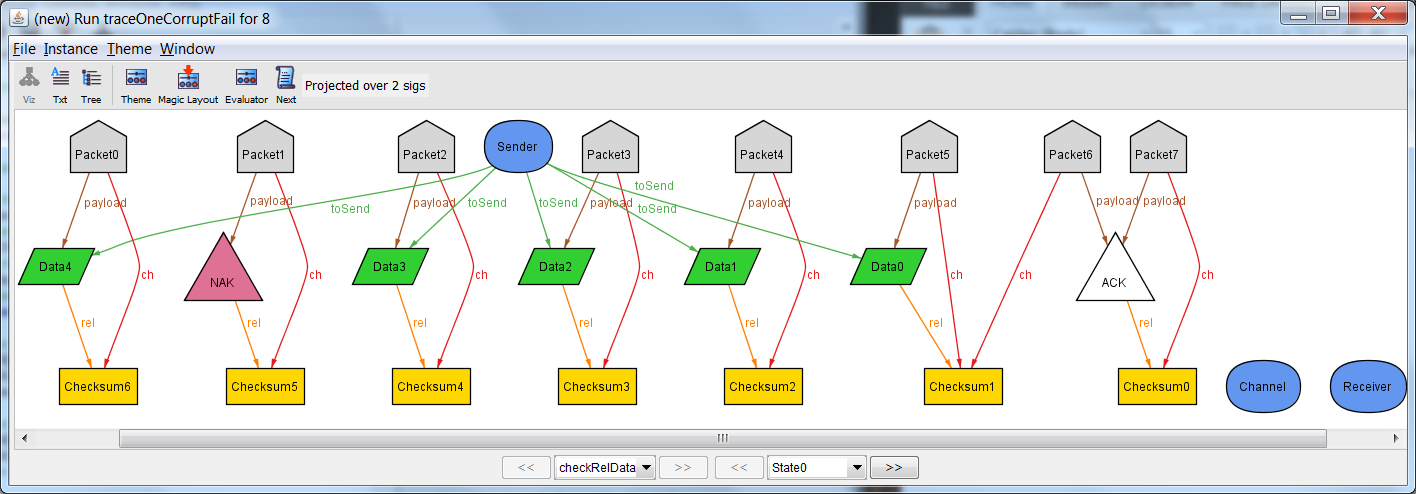 (new) Run traceOneCorruptFail for 8
File Instance Theme Window
Viz Txt Tree Theme Magic Layout Evaluator Next Projected over 2 sigs
Packet0 Packet1 Packet2 Sender Packet3 Packet4 Packet5 Packet6 Packet7
payload toSend payload payload toSend toSend payload toSend payload toSend payload payload payload
Data4 ch NAK ch Data3 ch Data2 ch Data1 ch Data0 ch ch ACK ch
rel rel rel rel rel rel rel
Checksum6 Checksum5 Checksum4 Checksum3 Checksum2 Checksum1 Checksum0 Channel Receiver
<< checkRelData >> << State0 >>